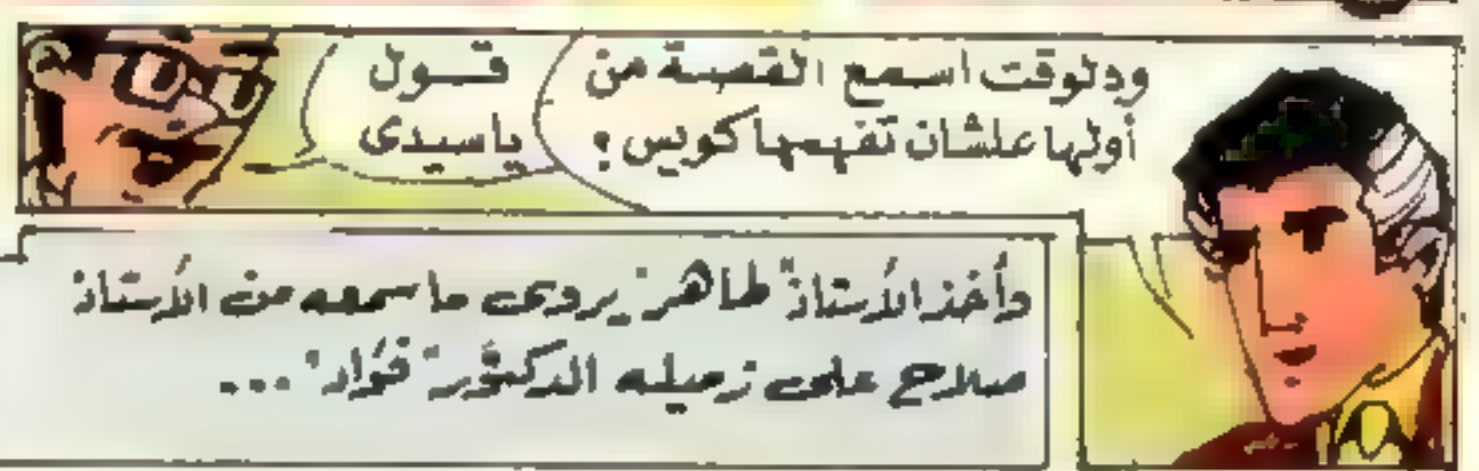 ودلوقت اسمع القصة من
أولها علشان تفهمها كويس ؛
قول
ياسيدى
وأخذ الأستاذ "طاهر" يروى ما سمعه من الأستاذ
صلاح على زميله الدكتور "فؤاد" ...